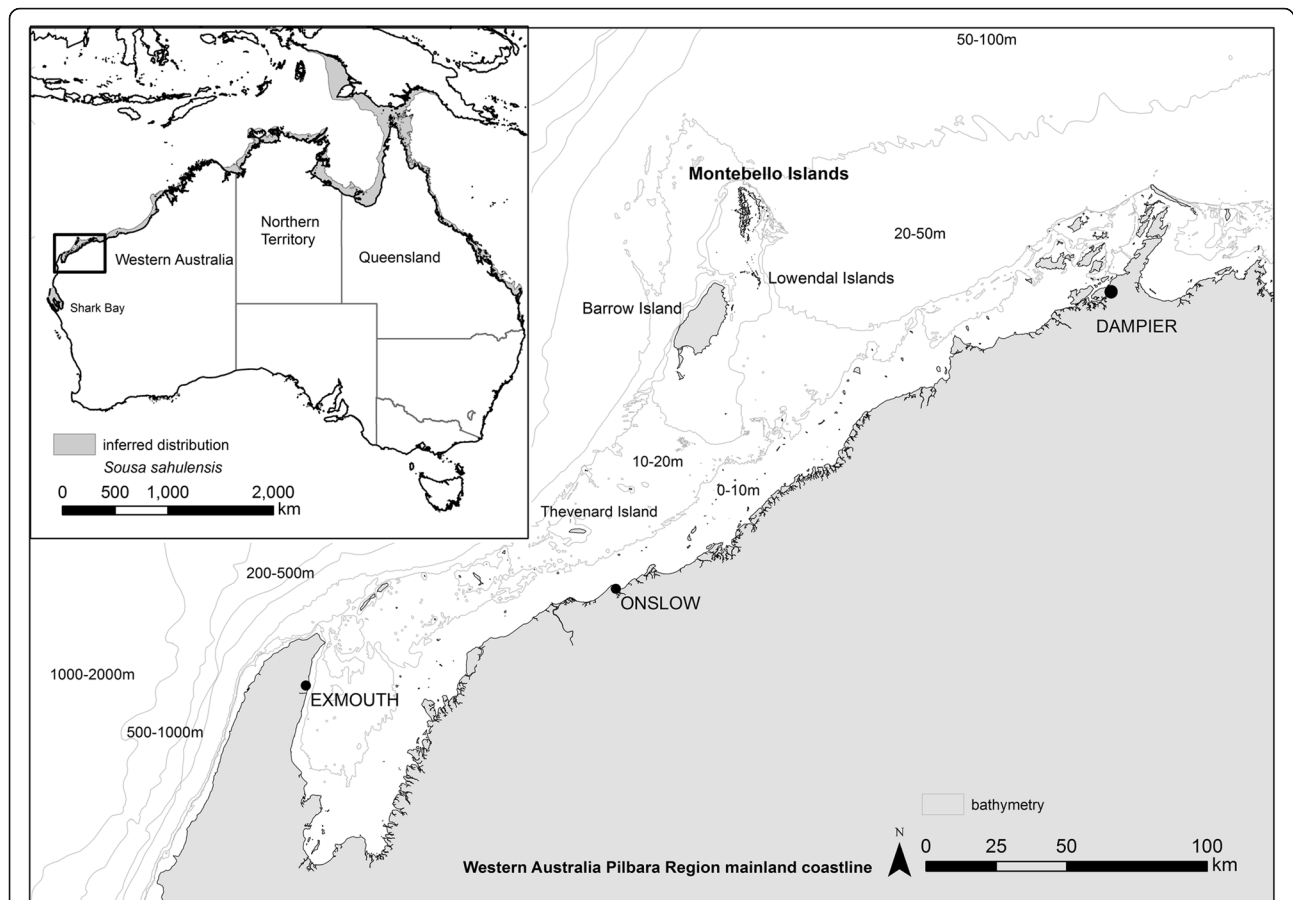 50-100m
Montebello Islands
Northern
Territory
20-50m
Western Australia
Queensland
Lowendal Islands
Barrow Island
Shark Bay
DAMPIER
inferred distribution
Sousa sahulensis
10-20m
0 500 1,000 2,000
km
0-10m
Thevenard Island
200-500m
ONSLOW
1000-2000m
EXMOUTH
500-1000m
bathymetry
N
0 25 50 100
km
Western Australia Pilbara Region mainland coastline